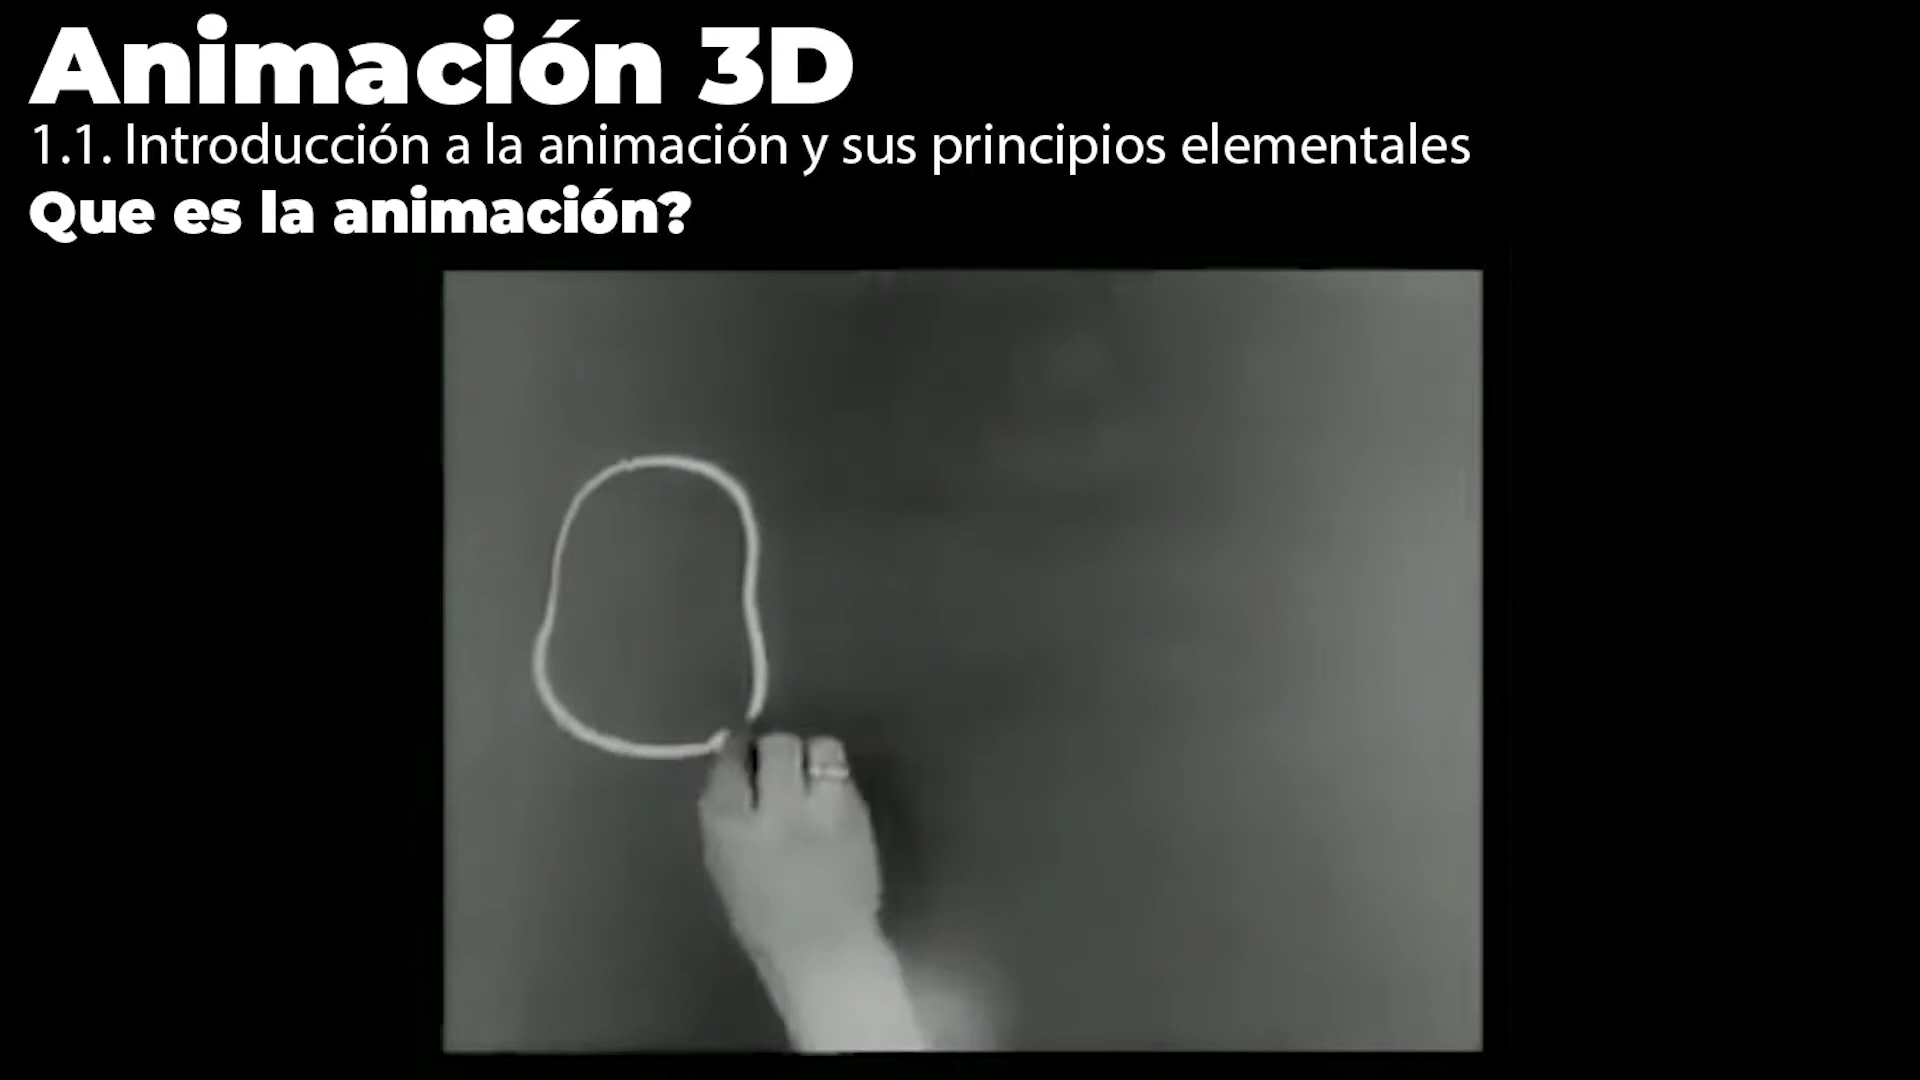 Animación 3D
1.1. Introducción a la animación y sus principios elementales
Que es la animación?